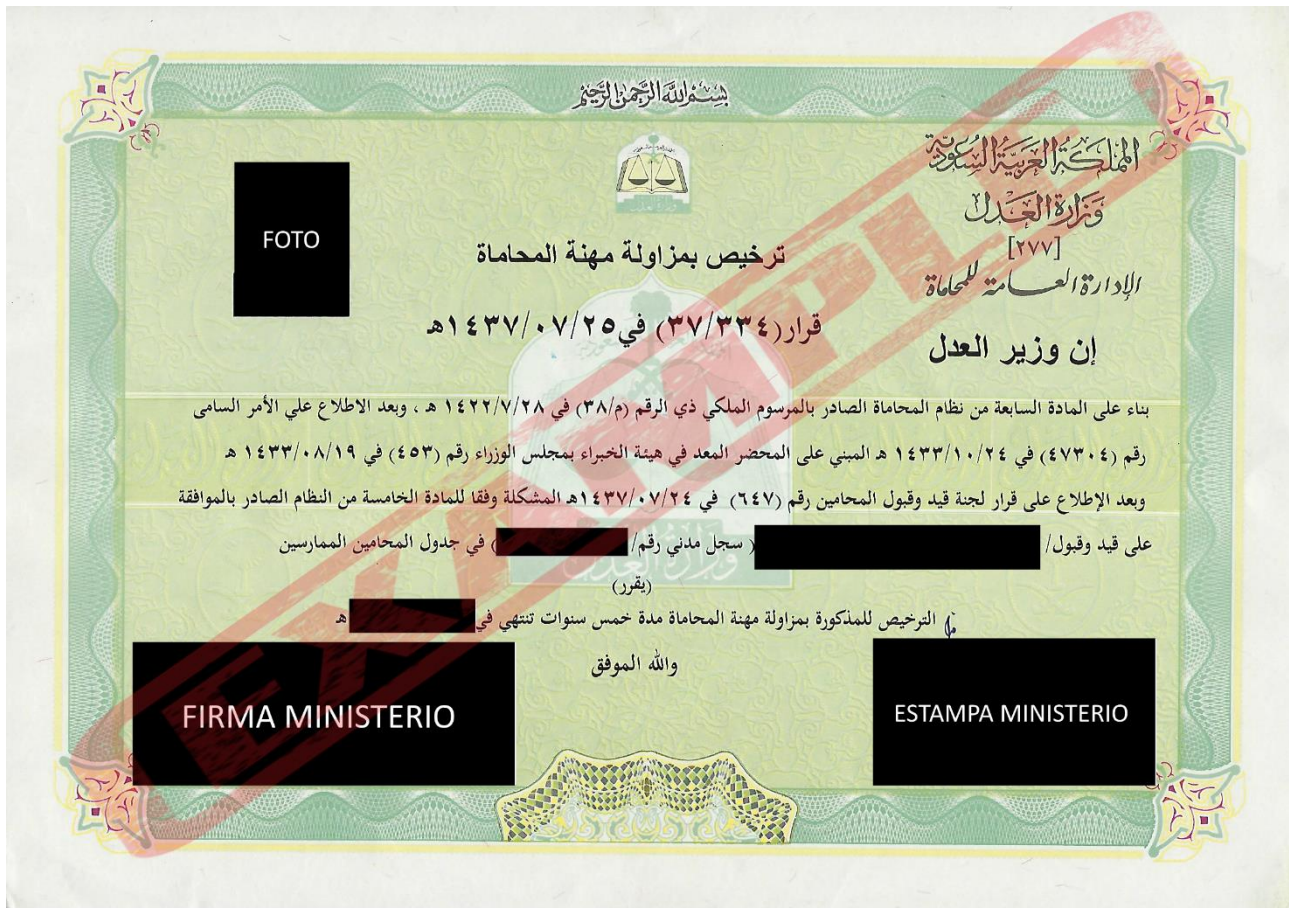 بسم الله الرحمن الرحيم
المملكة العربية السعودية
وزارة العدل
[٢٧٧]
الإدارة العامة للمحاماة
وزارة العدل
FOTO
ترخيص بمزاولة مهنة المحاماة
قرار(٣٧/٣٣٤) في١٤٣٧/٠٧/٢٥هـ
إن وزير العدل
بناء على المادة السابعة من نظام المحاماة الصادر بالمرسوم الملكي ذي الرقم (م/٣٨) في ١٤٢٢/٧/٢٨ هـ ، وبعد الاطلاع علي الأمر السامى
رقم (٤٧٣٠٤) في ١٤٣٣/١٠/٢٤ هـ المبني على المحضر المعد في هيئة الخبراء بمجلس الوزراء رقم (٤٥٣) في ١٤٣٣/٠٨/١٩ هـ
وبعد الإطلاع على قرار لجنة قيد وقبول المحامين رقم (٦٤٧) في ١٤٣٧/٠٧/٢٤هـ المشكلة وفقا للمادة الخامسة من النظام الصادر بالموافقة
على قيد وقبول/ ( سجل مدني رقم/ ) في جدول المحامين الممارسين
(يقرر)
الترخيص للمذكورة بمزاولة مهنة المحاماة مدة خمس سنوات تنتهي في هـ
والله الموفق
FIRMA MINISTERIO
ESTAMPA MINISTERIO
وزارة العدل
EXAMPLE